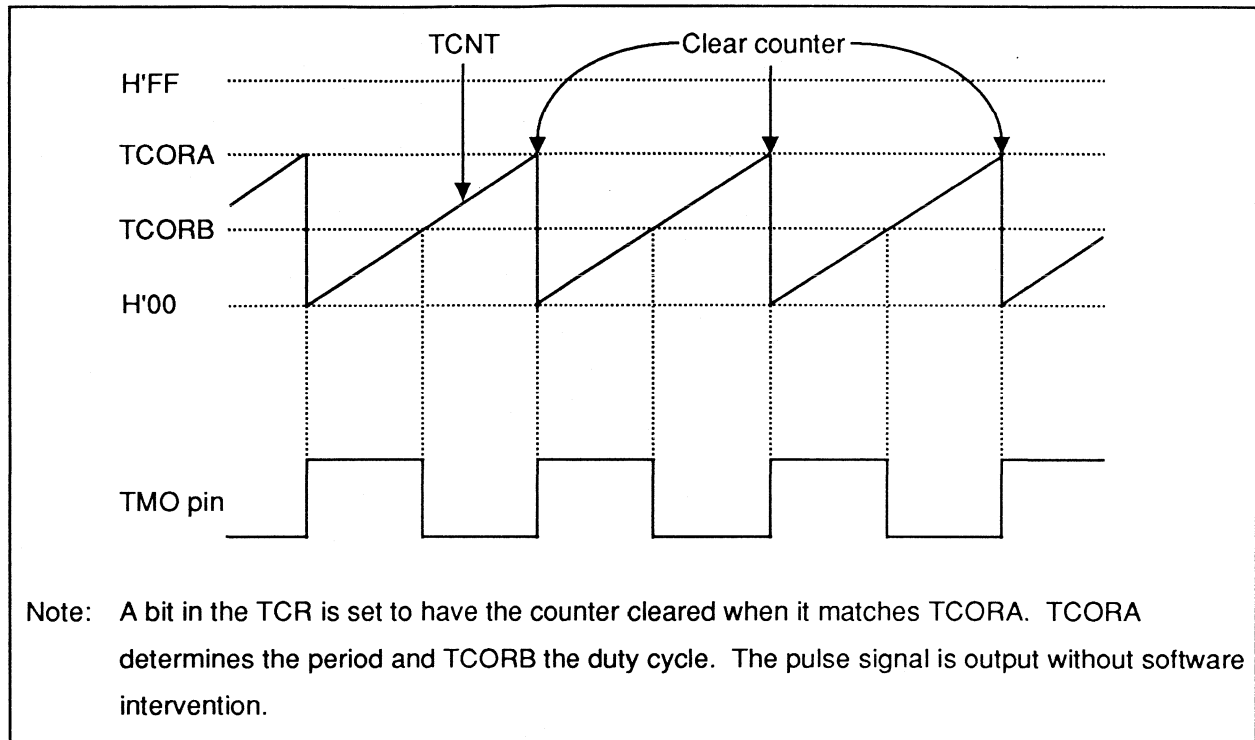 TCNT
Clear counter
H'FF
TCORA
TCORB
H'00
TMO pin
Note: A bit in the TCR is set to have the counter cleared when it matches TCORA. TCORA
determines the period and TCORB the duty cycle. The pulse signal is output without software
intervention.